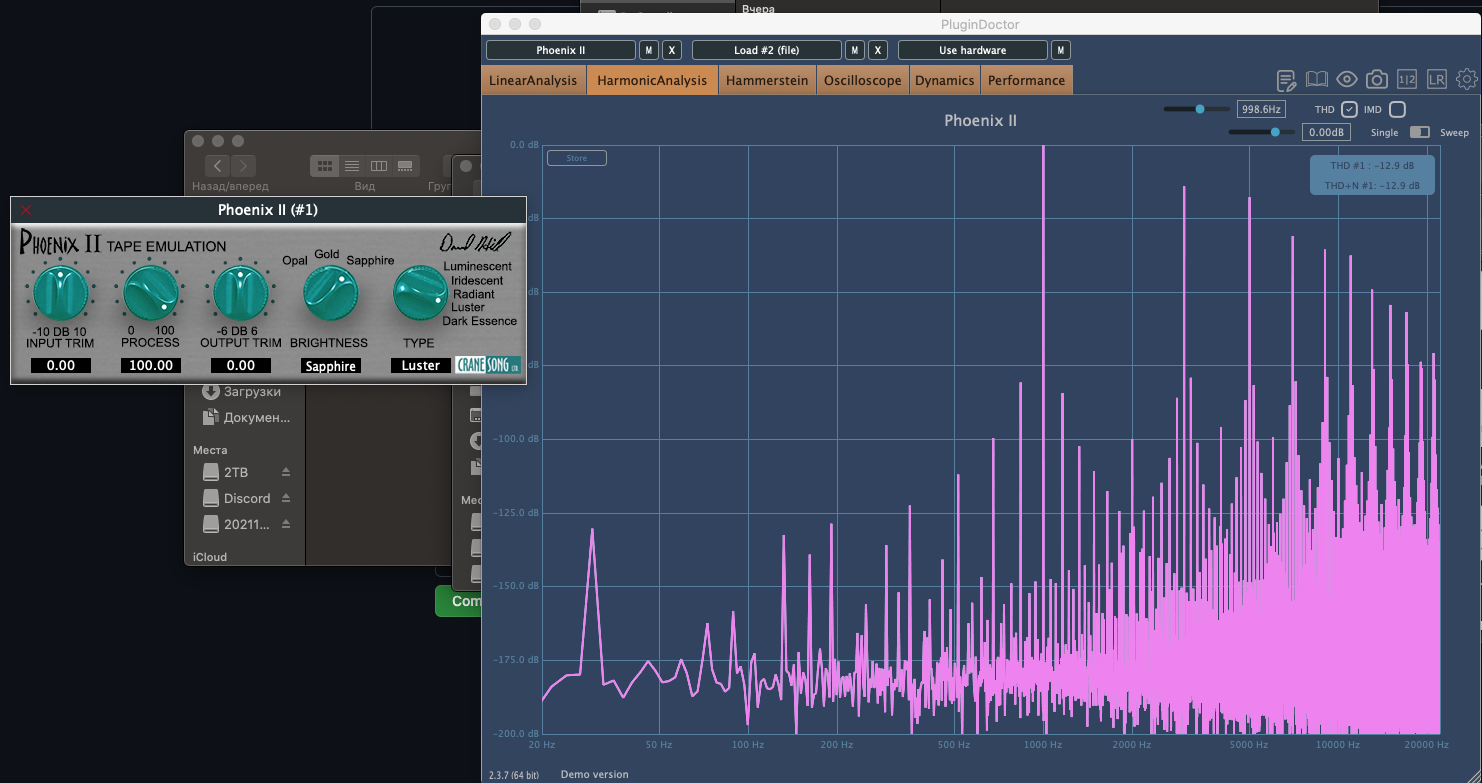 Вчера
PluginDoctor
Phoenix II M X Load #2 (file) M X Use hardware M
LinearAnalysis HarmonicAnalysis Hammerstein Oscilloscope Dynamics Performance
1|2 LR
Phoenix II
998.6Hz THD IMD
0.00dB Single Sweep
Store
THD #1 : -12.9 dB
THD+N #1: -12.9 dB
0.0 dB
dB
dB
dB
-100.0 dB
-125.0 dB
-150.0 dB
-175.0 dB
-200.0 dB
20 Hz 50 Hz 100 Hz 200 Hz 500 Hz 1000 Hz 2000 Hz 5000 Hz 10000 Hz 20000 Hz
2.3.7 (64 bit) Demo version
Назад/вперед Вид Груг
Phoenix II (#1)
PHOENIX II TAPE EMULATION
Opal Gold Sapphire
Luminescent
Iridescent
Radiant
Luster
Dark Essence
-10 DB 10 0 100 -6 DB 6
INPUT TRIM PROCESS OUTPUT TRIM BRIGHTNESS TYPE
0.00 100.00 0.00 Sapphire Luster CRANE SONG LTD
Загрузки
Докумен...
Места
2TB
Discord
20211...
iCloud
Мес
Com